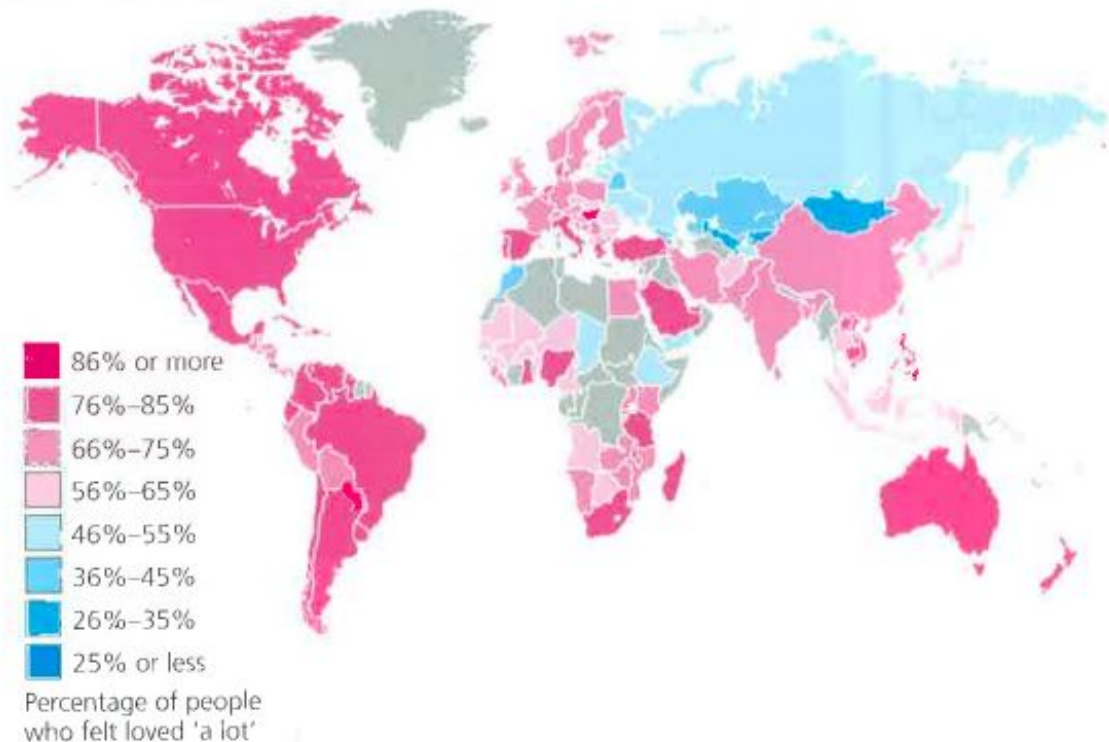 86% or more
76%–85%
66%–75%
56%–65%
46%–55%
36%–45%
26%–35%
25% or less
Percentage of people
who felt loved 'a lot'